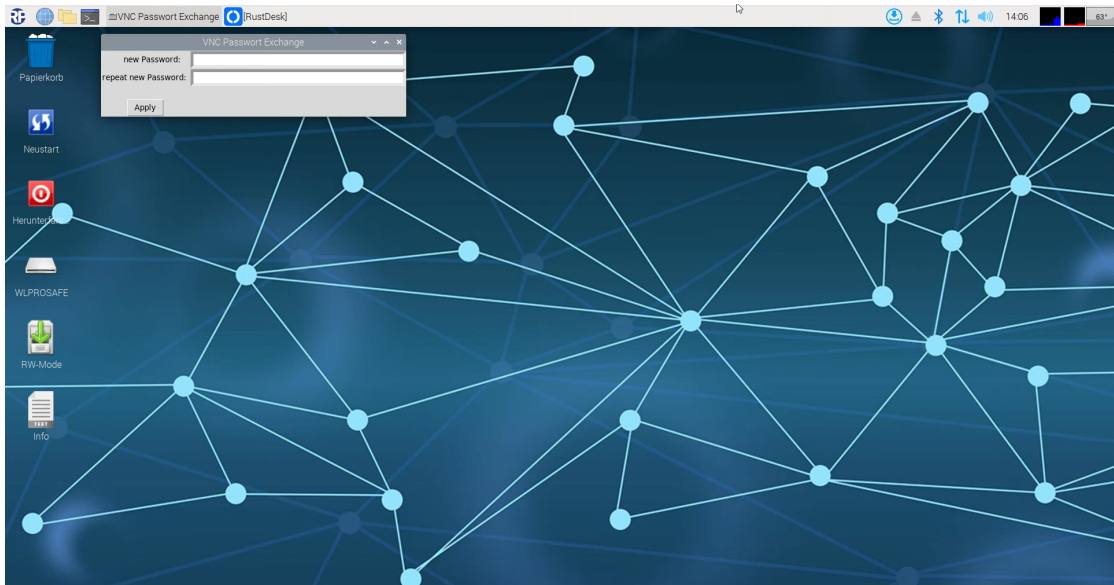 VNC Passwort Exchange
[RustDesk]
14:06
63°
VNC Passwort Exchange
new Password:
repeat new Password:
Apply
Papierkorb
Neustart
WLPROSAFE
RW-Mode
TEXT
Info